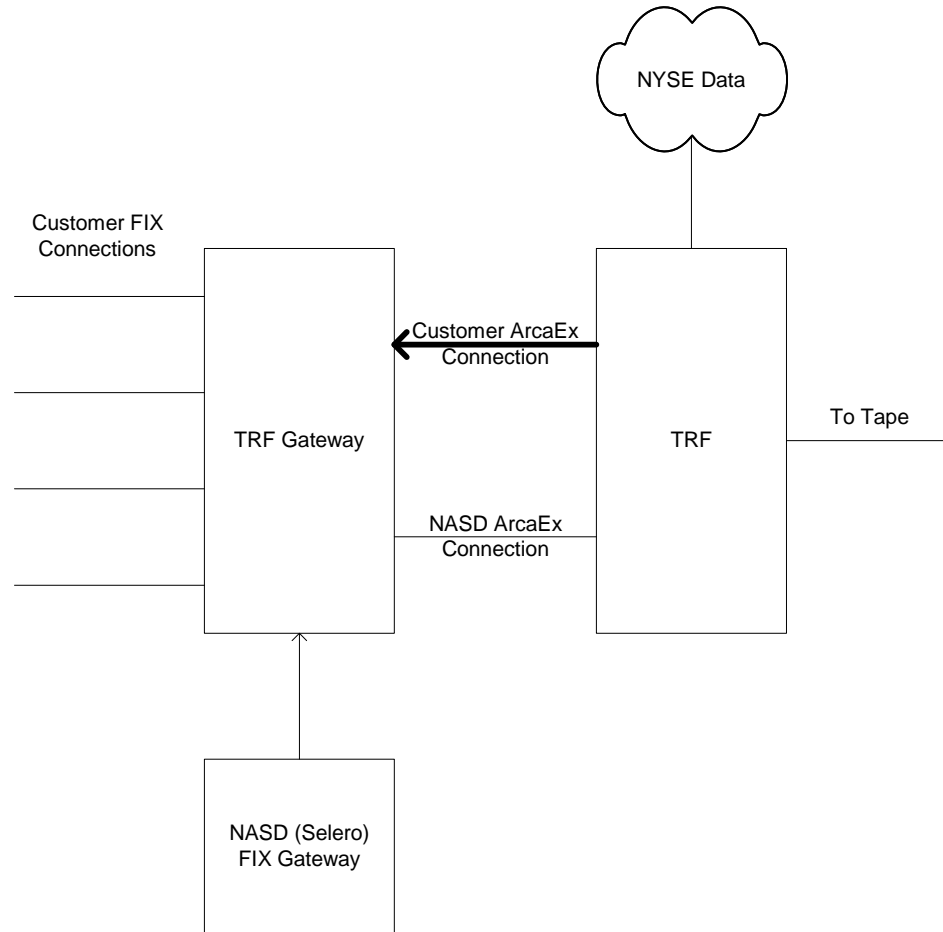 NYSE Data
Customer FIX
Connections
Customer ArcaEx
Connection
TRF Gateway
TRF
To Tape
NASD ArcaEx
Connection
NASD (Selero)
FIX Gateway